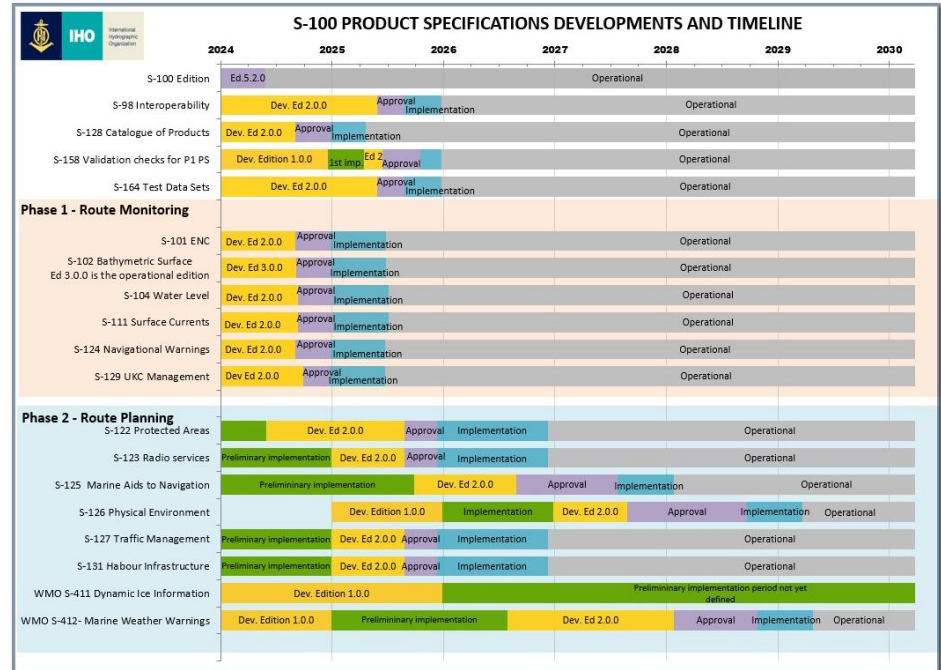 IHO
International
Hydrographic
Organization
S-100 PRODUCT SPECIFICATIONS DEVELOPMENTS AND TIMELINE
2024 2025 2026 2027 2028 2029 2030
S-100 Edition Ed.5.2.0 Operational
S-98 Interoperability Dev. Ed 2.0.0 Approval Implementation Operational
S-128 Catalogue of Products Dev. Ed 2.0.0 Approval Implementation Operational
S-158 Validation checks for P1 PS Dev. Edition 1.0.0 1st imp. Ed 2 Approval Operational
S-164 Test Data Sets Dev. Ed 2.0.0 Approval Implementation Operational
Phase 1 - Route Monitoring
S-101 ENC Dev. Ed 2.0.0 Approval Implementation Operational
S-102 Bathymetric Surface
Ed 3.0.0 is the operational edition Dev. Ed 3.0.0 Approval Implementation Operational
S-104 Water Level Dev. Ed 2.0.0 Approval Implementation Operational
S-111 Surface Currents Dev. Ed 2.0.0 Approval Implementation Operational
S-124 Navigational Warnings Dev. Ed 2.0.0 Approval Implementation Operational
S-129 UKC Management Dev Ed 2.0.0 Approval Implementation Operational
Phase 2 - Route Planning
S-122 Protected Areas Dev. Ed 2.0.0 Approval Implementation Operational
S-123 Radio services Preliminary implementation Dev. Ed 2.0.0 Approval Implementation Operational
S-125 Marine Aids to Navigation Prelimininary implementation Dev. Ed 2.0.0 Approval Implementation Operational
S-126 Physical Environment Dev. Edition 1.0.0 Implementation Dev. Ed 2.0.0 Approval Implementation Operational
S-127 Traffic Management Preliminary implementation Dev. Ed 2.0.0 Approval Implementation Operational
S-131 Habour Infrastructure Preliminary implementation Dev. Ed 2.0.0 Approval Implementation Operational
WMO S-411 Dynamic Ice Information Dev. Edition 1.0.0 Prelimininary implementation period not yet
defined
WMO S-412- Marine Weather Warnings Dev. Edition 1.0.0 Prelimininary implementation Dev. Ed 2.0.0 Approval Implementation Operational